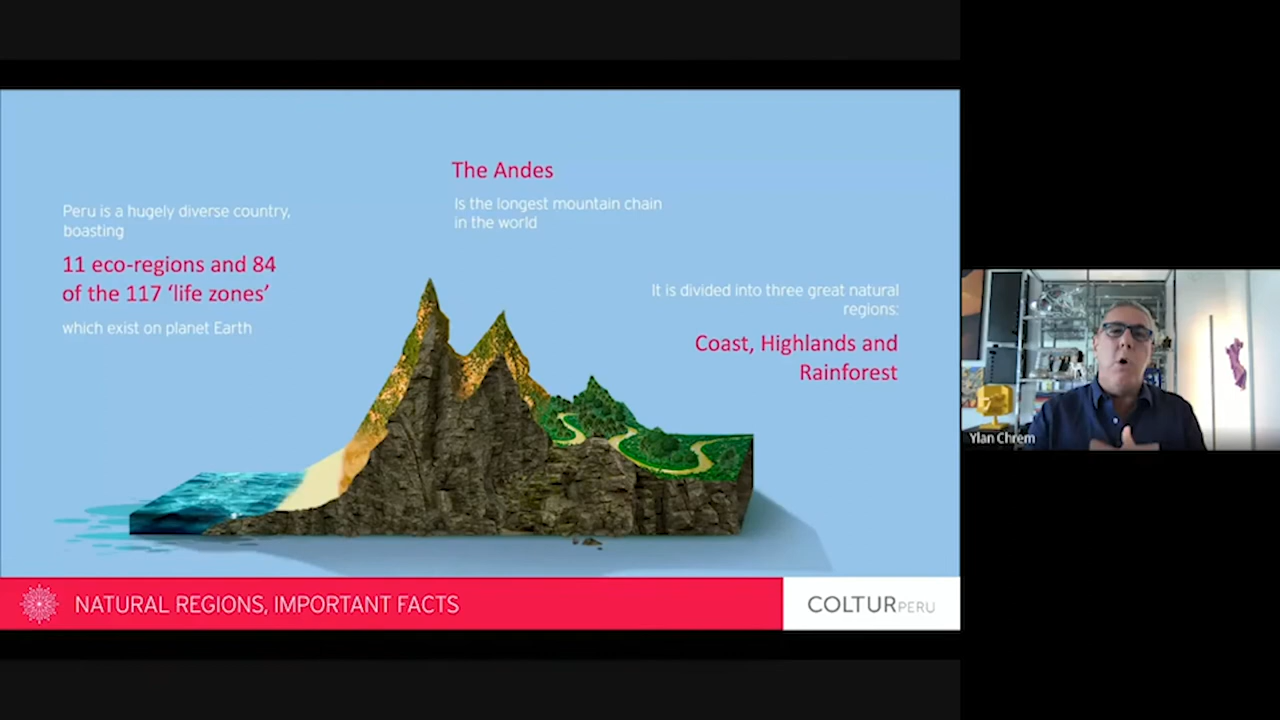 The Andes
Is the longest mountain chain
in the world
Peru is a hugely diverse country,
boasting
11 eco-regions and 84
of the 117 ‘life zones’
which exist on planet Earth
It is divided into three great natural
regions:
Coast, Highlands and
Rainforest
Ylan Chrem
NATURAL REGIONS, IMPORTANT FACTS
COLTUR PERU